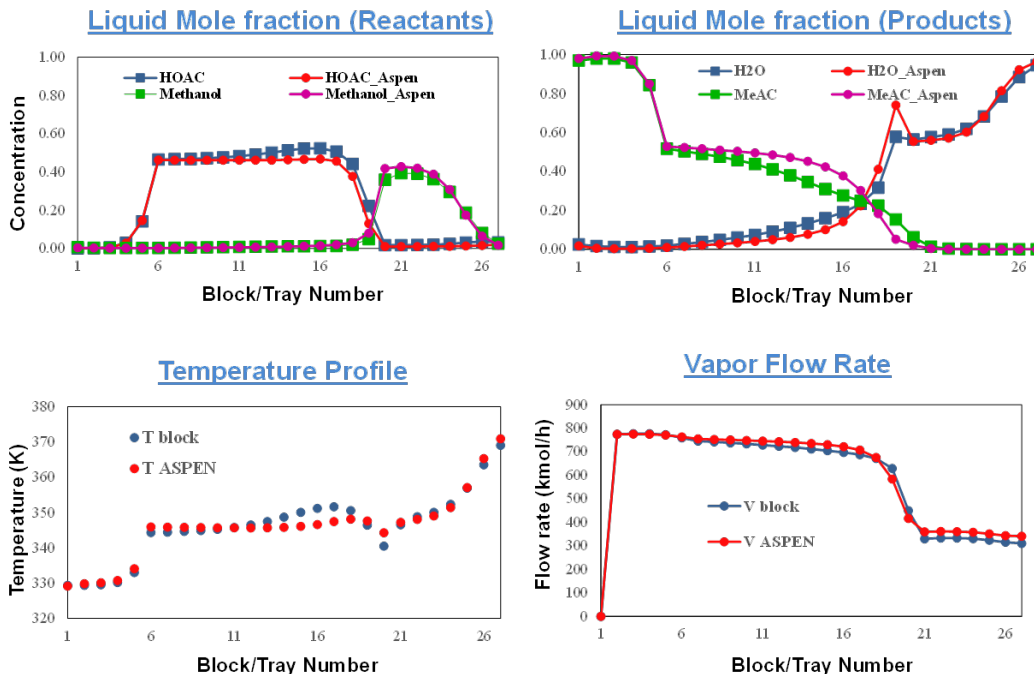 Liquid Mole fraction (Reactants)
HOAC
HOAC_Aspen
Methanol
Methanol_Aspen
1.00
0.80
0.60
0.40
0.20
0.00
Concentration
1 6 11 16 21 26
Block/Tray Number
Liquid Mole fraction (Products)
H2O
H2O_Aspen
MeAC
MeAC_Aspen
1.00
0.80
0.60
0.40
0.20
0.00
1 6 11 16 21 26
Block/Tray Number
Temperature Profile
T block
T ASPEN
380
370
360
350
340
330
320
Temperature (K)
1 6 11 16 21 26
Block/Tray Number
Vapor Flow Rate
V block
V ASPEN
900
800
700
600
500
400
300
200
100
0
Flow rate (kmol/h)
1 6 11 16 21 26
Block/Tray Number